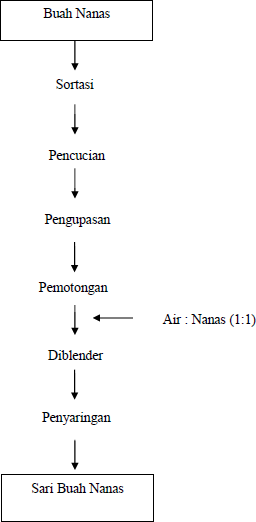 Buah Nanas
Sortasi
Pencucian
Pengupasan
Pemotongan
Air : Nanas (1:1)
Diblender
Penyaringan
Sari Buah Nanas